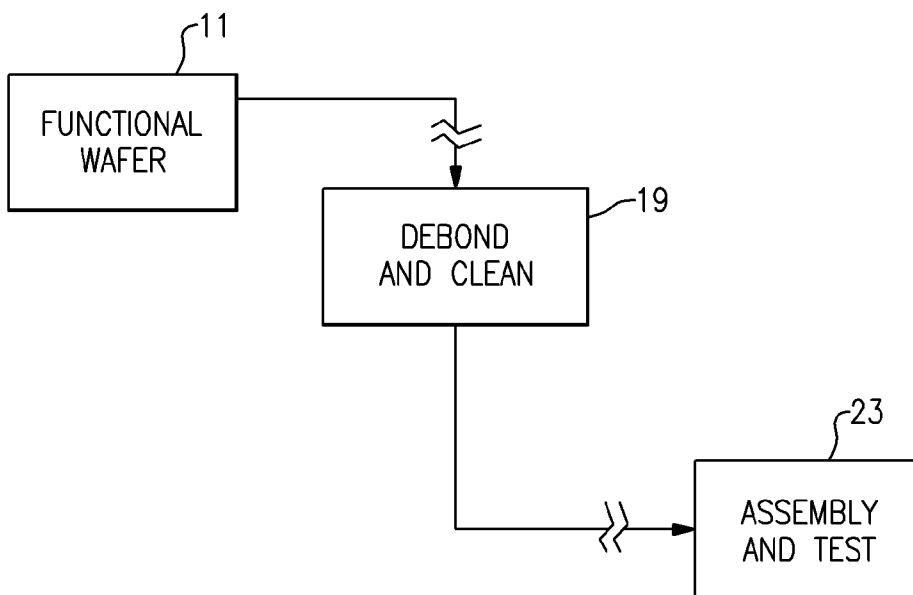 11
FUNCTIONAL
WAFER
19
DEBOND
AND CLEAN
23
ASSEMBLY
AND TEST